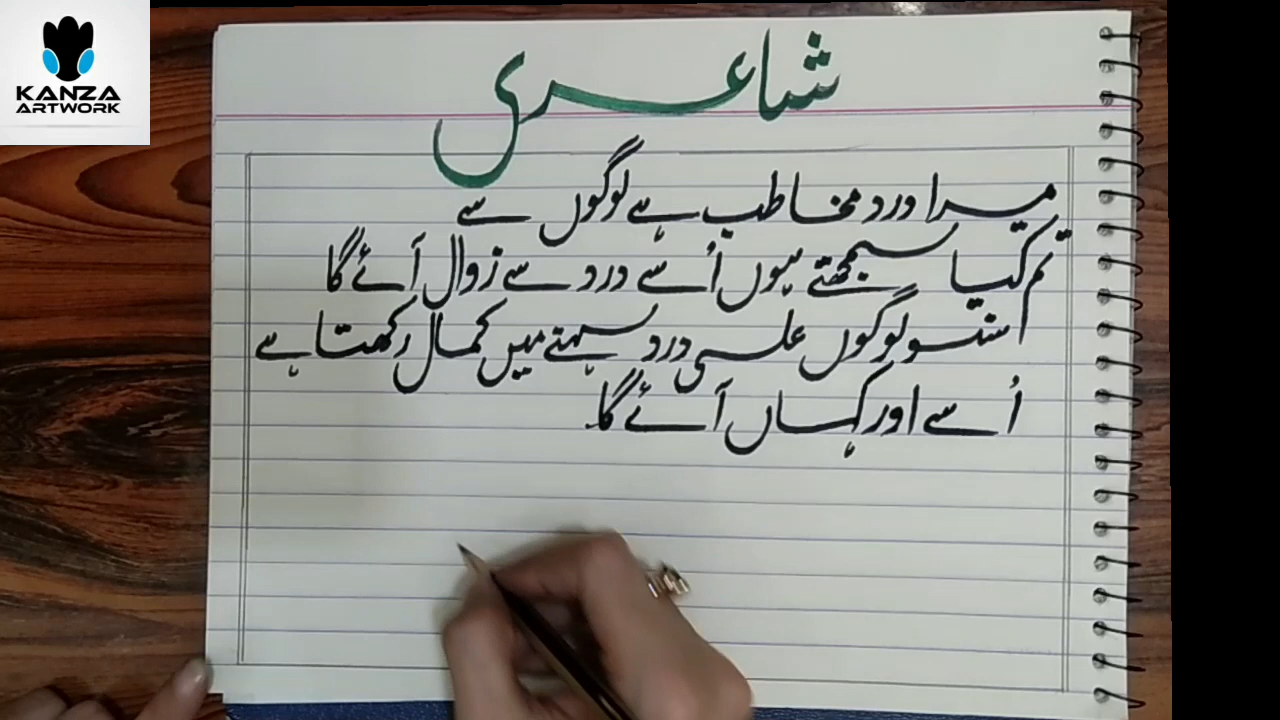 KANZA
ARTWORK
شاعری
میرا درد مخاطب ہے لوگوں سے
تم کیا سمجھتے ہوں اُسے درد سے زوال آئے گا
سنو لوگوں علی درد سہتے میں کمال رکھتا ہے
اُسے اور کہاں آئے گا